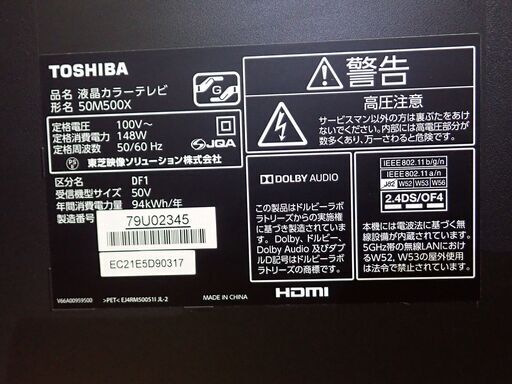 TOSHIBA
品名 液晶カラーテレビ
形名 50M500X
定格電圧 100V～
定格消費電力 148W
定格周波数 50/60 Hz
PS
E
JQA
東芝映像ソリューション株式会社
区分名 DF1
受信機型サイズ 50V
年間消費電力量 94kWh/年
製造番号
79U02345
EC21E5D90317
V66A00959500 >PET< EJ4RM500511 JL-2
MADE IN CHINA
G
警告
高圧注意
サービスマン以外の方は裏ぶたをあけ
ないでください。内部には高電圧部分が
数多くあり、万一さわると危険です。
DOLBY AUDIO
この製品はドルビーラボ
ラトリーズからの実施権
に基づき製造されていま
す。Dolby、ドルビー、
Dolby Audio 及びダブ
ルD記号はドルビーラボ
ラトリーズの商標です。
HDMI
IEEE802.11b/g/n
IEEE802.11a/n
J52 W52 W53 W56
2.4DS/OF4
本機には電波法に基づく無
線設備が内蔵されています。
5GHz帯の無線LANにおけ
るW52、W53の屋外使用
は法令で禁止されています。